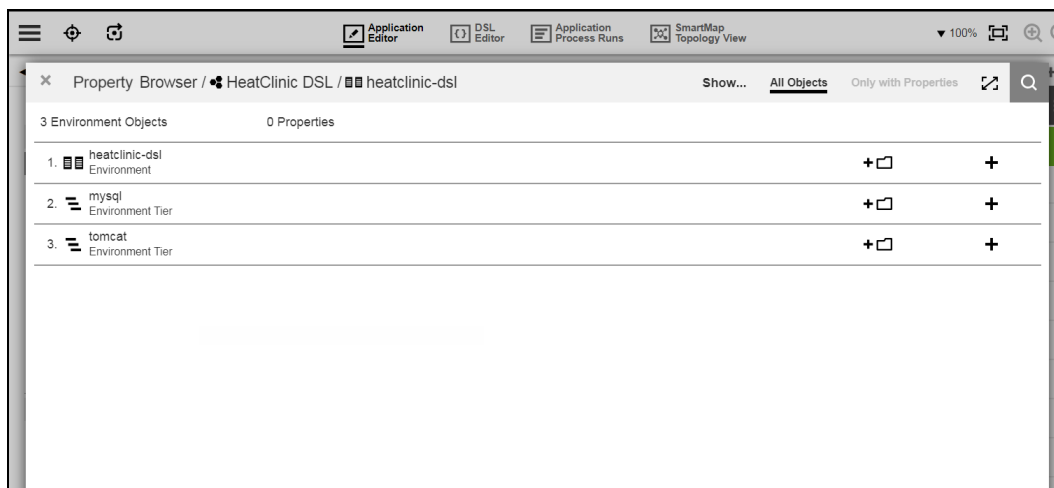 Application Editor
DSL Editor
Application Process Runs
SmartMap Topology View
▼ 100%
× Property Browser / HeatClinic DSL / heatclinic-dsl
Show... All Objects Only with Properties
3 Environment Objects 0 Properties
1. heatclinic-dsl
Environment
2. mysql
Environment Tier
3. tomcat
Environment Tier